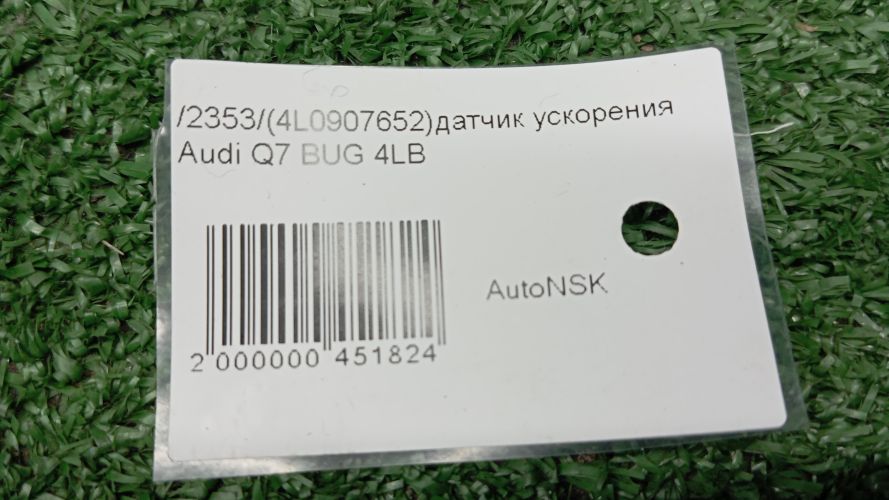 /2353/(4L0907652)датчик ускорения
Audi Q7 BUG 4LB
AutoNSK
2 000000 451824